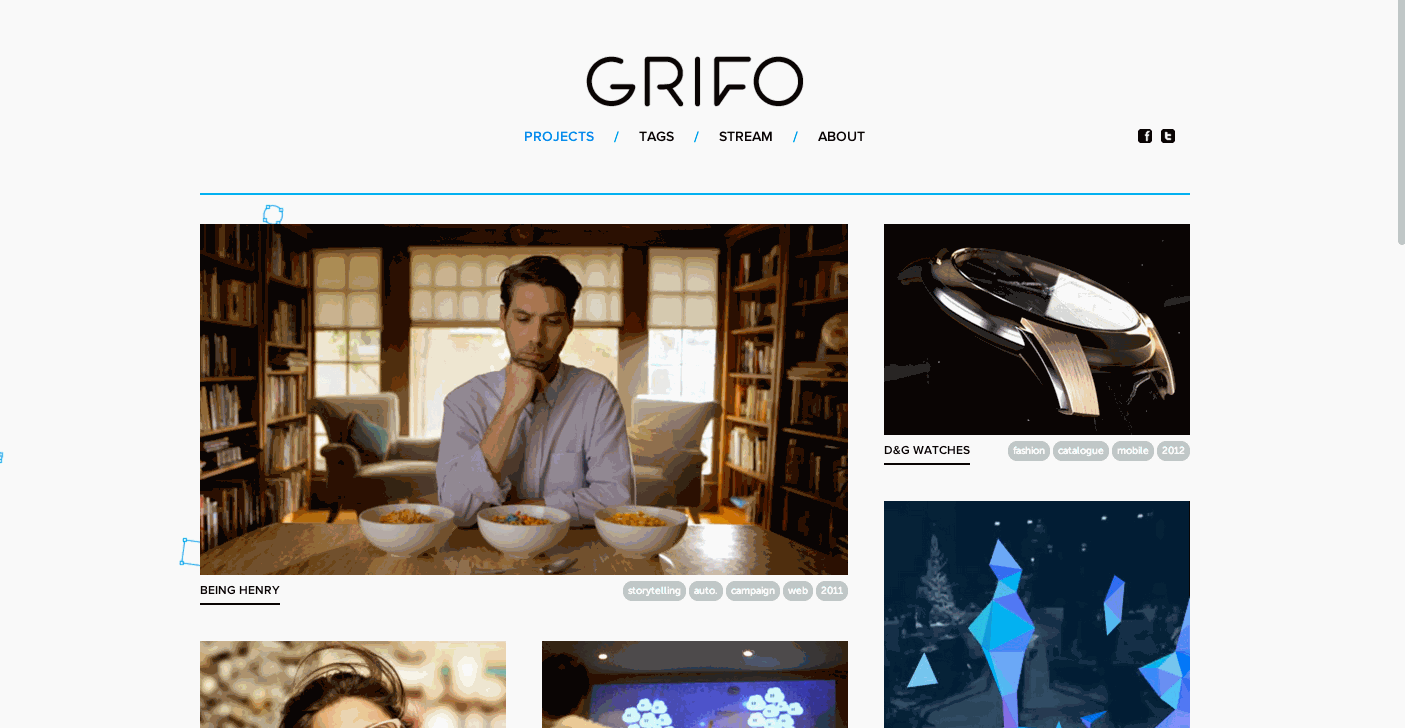 GRIFO
PROJECTS / TAGS / STREAM / ABOUT
D&G WATCHES fashion catalogue mobile 2012
BEING HENRY storytelling auto. campaign web 2011